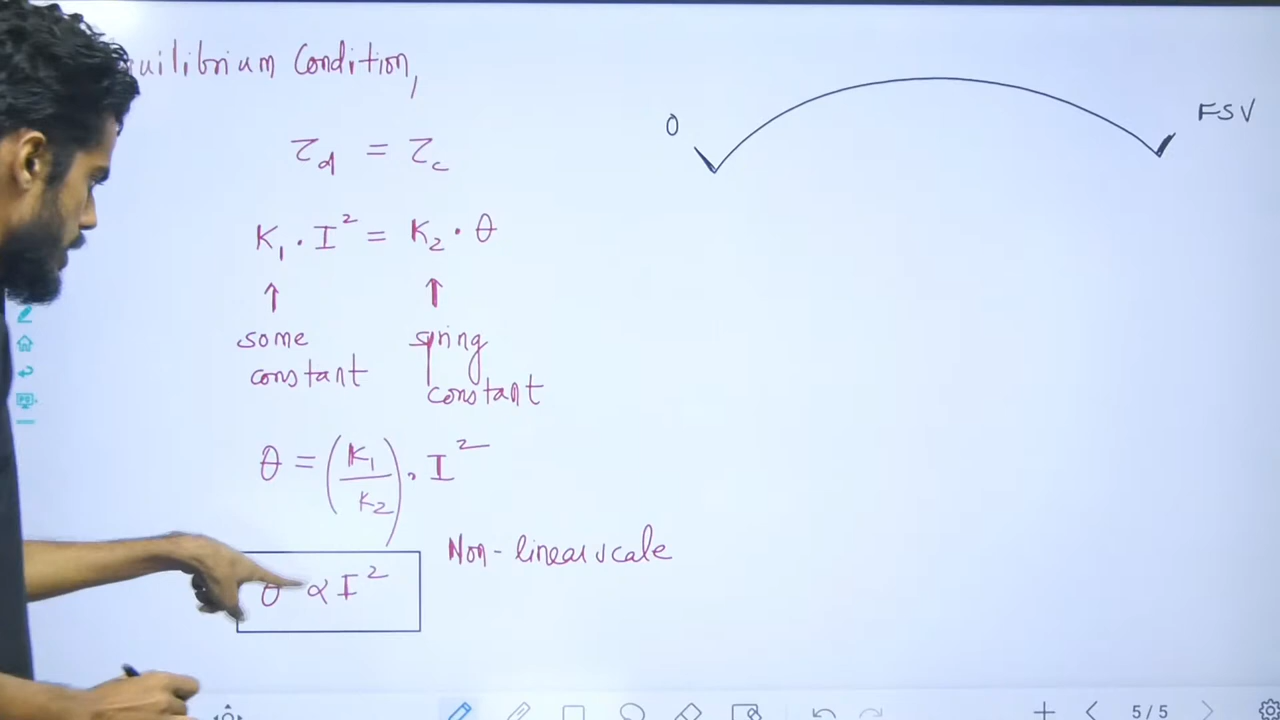 uilibrium Condition,
τd = τc
K₁ · I² = K₂ · θ
↑ ↑
some spring
constant constant
θ = (K₁/K₂) · I²
Non-linear scale
θ ∝ I²
0
FSV
5/5